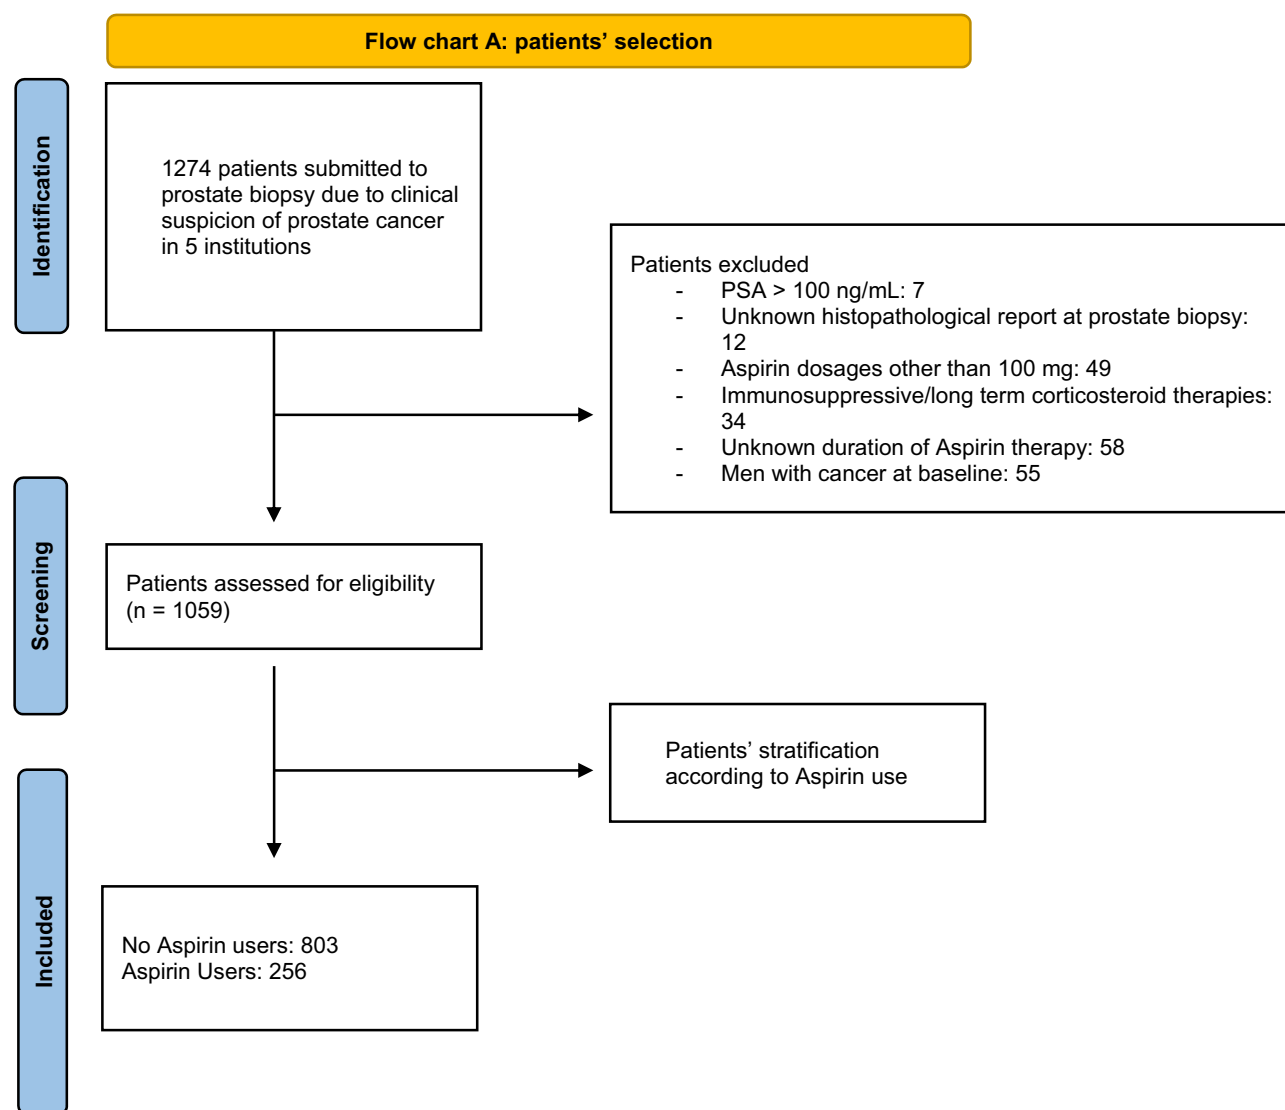 Flow chart A: patients’ selection
Identification
1274 patients submitted to
prostate biopsy due to clinical
suspicion of prostate cancer
in 5 institutions
Patients excluded
- PSA > 100 ng/mL: 7
- Unknown histopathological report at prostate biopsy:
12
- Aspirin dosages other than 100 mg: 49
- Immunosuppressive/long term corticosteroid therapies:
34
- Unknown duration of Aspirin therapy: 58
- Men with cancer at baseline: 55
Screening
Patients assessed for eligibility
(n = 1059)
Patients’ stratification
according to Aspirin use
Included
No Aspirin users: 803
Aspirin Users: 256